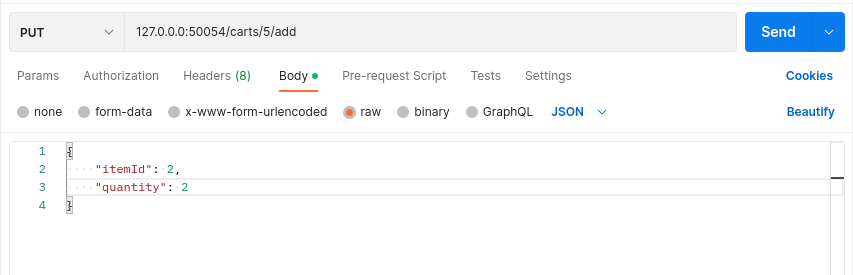 PUT 127.0.0.0:50054/carts/5/add Send
Params Authorization Headers (8) Body Pre-request Script Tests Settings Cookies
none form-data x-www-form-urlencoded raw binary GraphQL JSON Beautify
1 {
2 "itemId": 2,
3 "quantity": 2
4 }